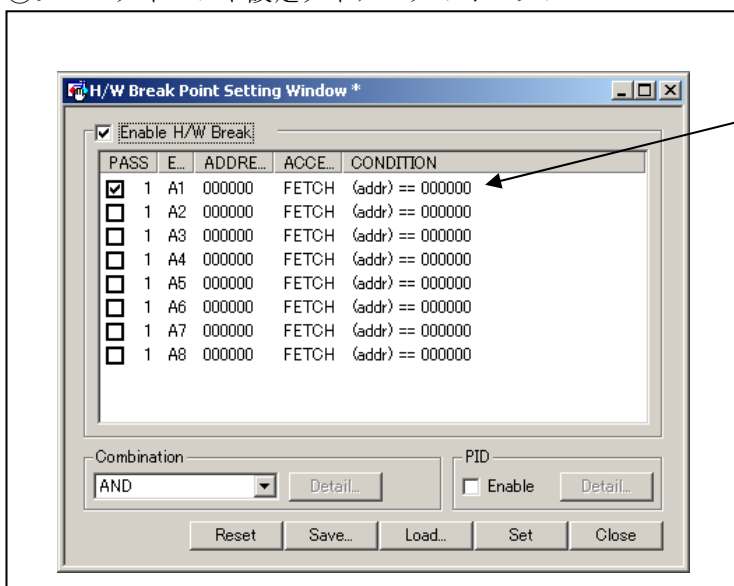 H/W Break Point Setting Window *
Enable H/W Break
PASS E... ADDRE... ACCE... CONDITION
1 A1 000000 FETCH (addr) == 000000
1 A2 000000 FETCH (addr) == 000000
1 A3 000000 FETCH (addr) == 000000
1 A4 000000 FETCH (addr) == 000000
1 A5 000000 FETCH (addr) == 000000
1 A6 000000 FETCH (addr) == 000000
1 A7 000000 FETCH (addr) == 000000
1 A8 000000 FETCH (addr) == 000000
Combination PID
AND Detail... Enable Detail...
Reset Save... Load... Set Close